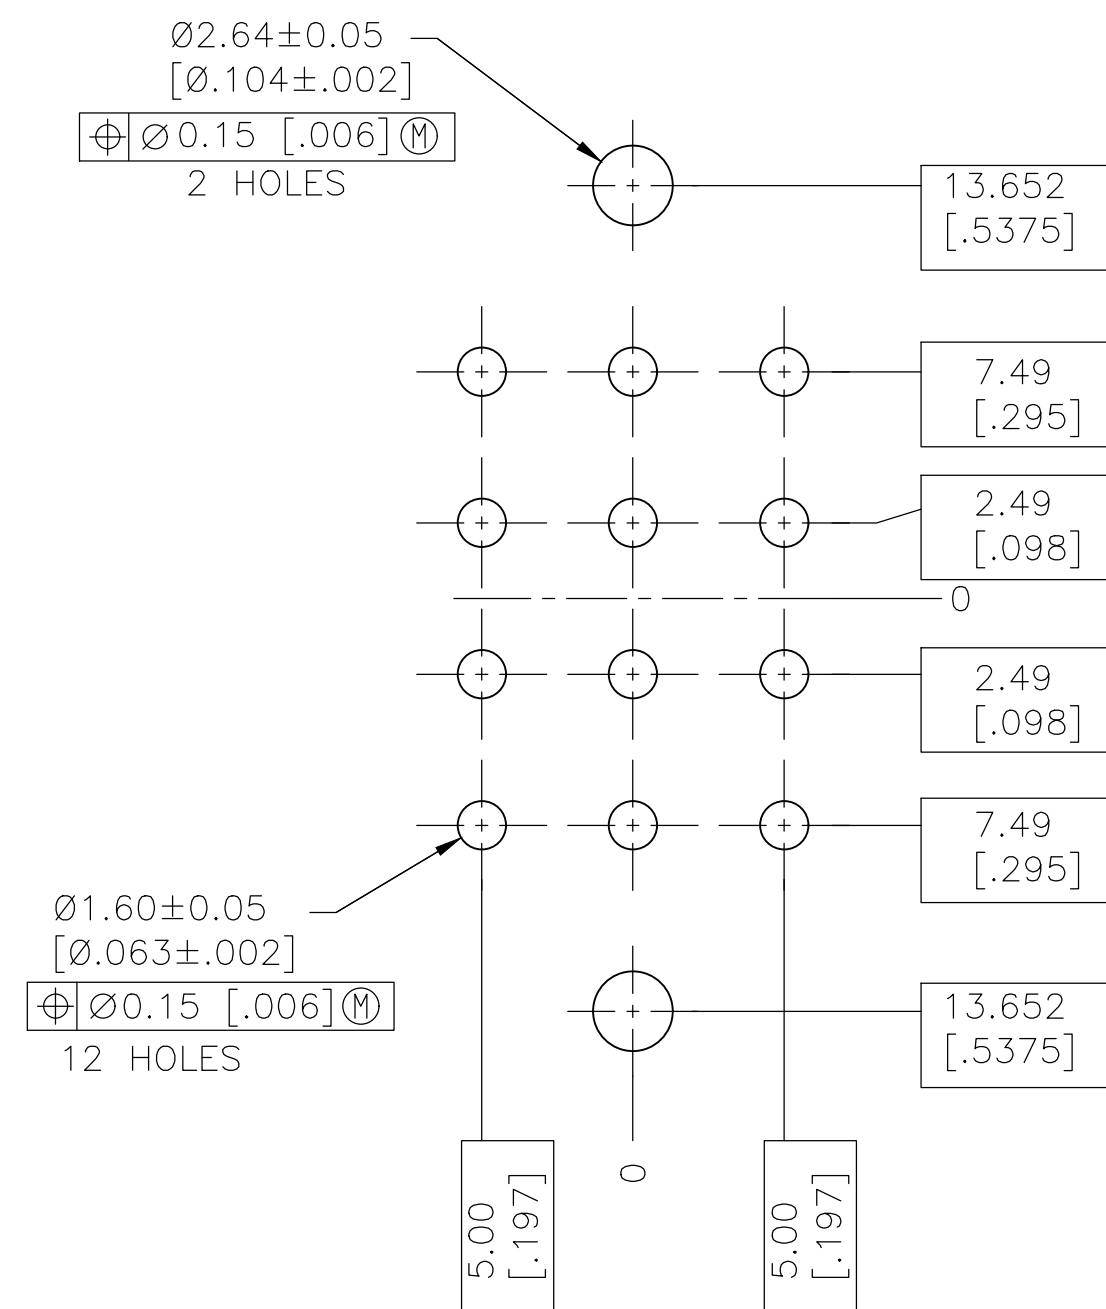 Ø2.64±0.05
[Ø.104±.002]
⌖ Ø0.15 [.006] Ⓜ
2 HOLES
13.652
[.5375]
7.49
[.295]
2.49
[.098]
0
2.49
[.098]
7.49
[.295]
Ø1.60±0.05
[Ø.063±.002]
⌖ Ø0.15 [.006] Ⓜ
12 HOLES
13.652
[.5375]
5.00
[.197]
0
5.00
[.197]